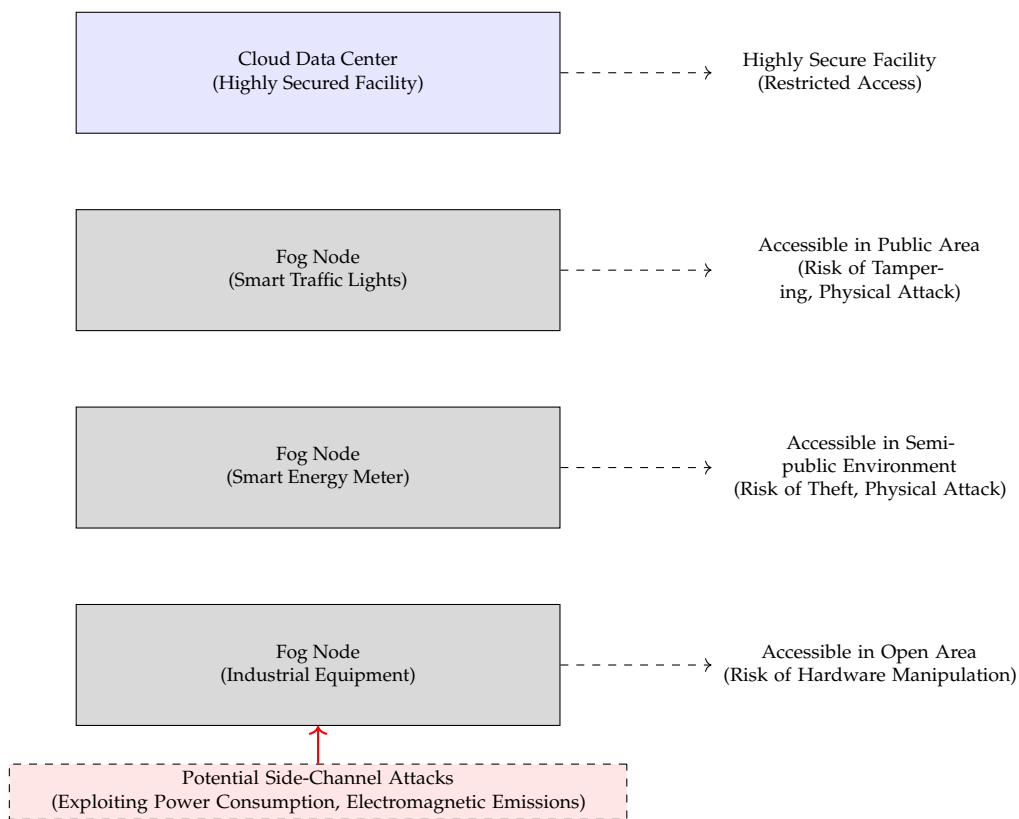 Cloud Data Center
(Highly Secured Facility)
Highly Secure Facility
(Restricted Access)
Fog Node
(Smart Traffic Lights)
Accessible in Public Area
(Risk of Tamper-
ing, Physical Attack)
Fog Node
(Smart Energy Meter)
Accessible in Semi-
public Environment
(Risk of Theft, Physical Attack)
Fog Node
(Industrial Equipment)
Accessible in Open Area
(Risk of Hardware Manipulation)
Potential Side-Channel Attacks
(Exploiting Power Consumption, Electromagnetic Emissions)